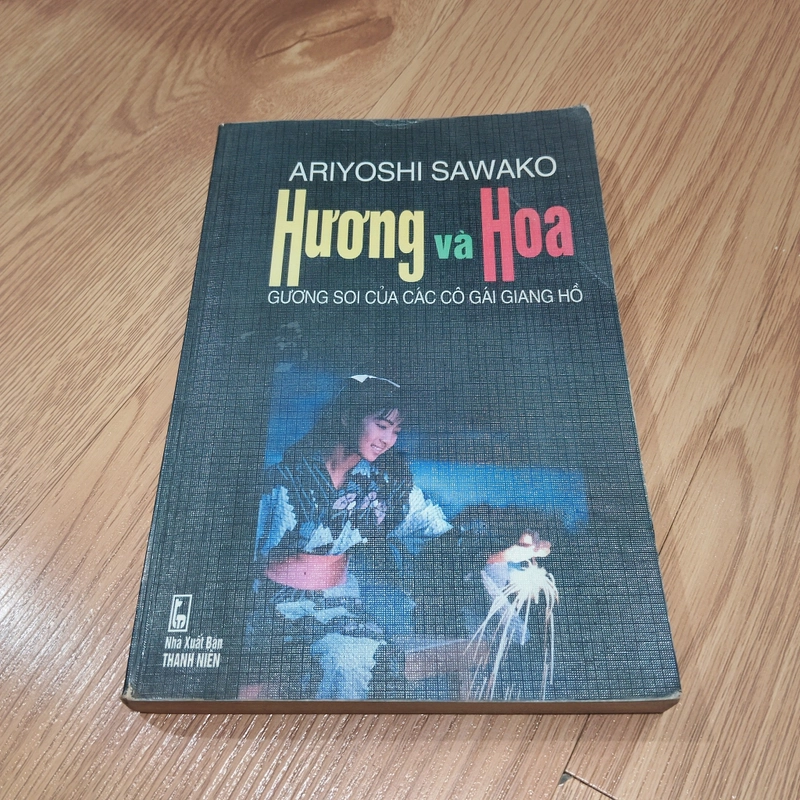 ARIYOSHI SAWAKO
Hương và Hoa
GƯƠNG SOI CỦA CÁC CÔ GÁI GIANG HỒ
Nhà Xuất Bản
THANH NIÊN